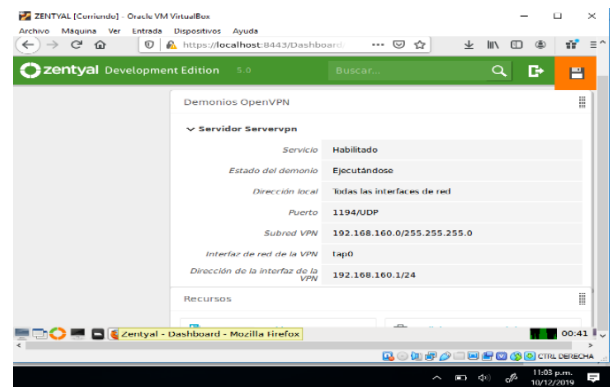 ZENTYAL [Corriendo] - Oracle VM VirtualBox
Archivo Máquina Ver Entrada Dispositivos Ayuda
https://localhost:8443/Dashboard/
zentyal Development Edition 5.0 Buscar...
Demonios OpenVPN
Servidor Servervpn
Servicio Habilitado
Estado del demonio Ejecutándose
Dirección local Todas las interfaces de red
Puerto 1194/UDP
Subred VPN 192.168.160.0/255.255.255.0
Interfaz de red de la VPN tap0
Dirección de la interfaz de la VPN 192.168.160.1/24
Recursos
Zentyal - Dashboard - Mozilla Firefox 00:41
CTRL DERECHA
11:03 p.m.
10/12/2019